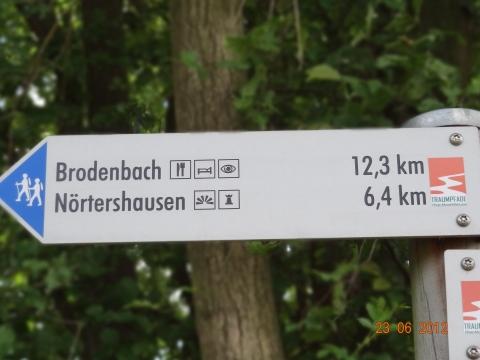 Brodenbach 12,3 km
Nörtershausen 6,4 km
TRAUMPFADE
23 06 2012